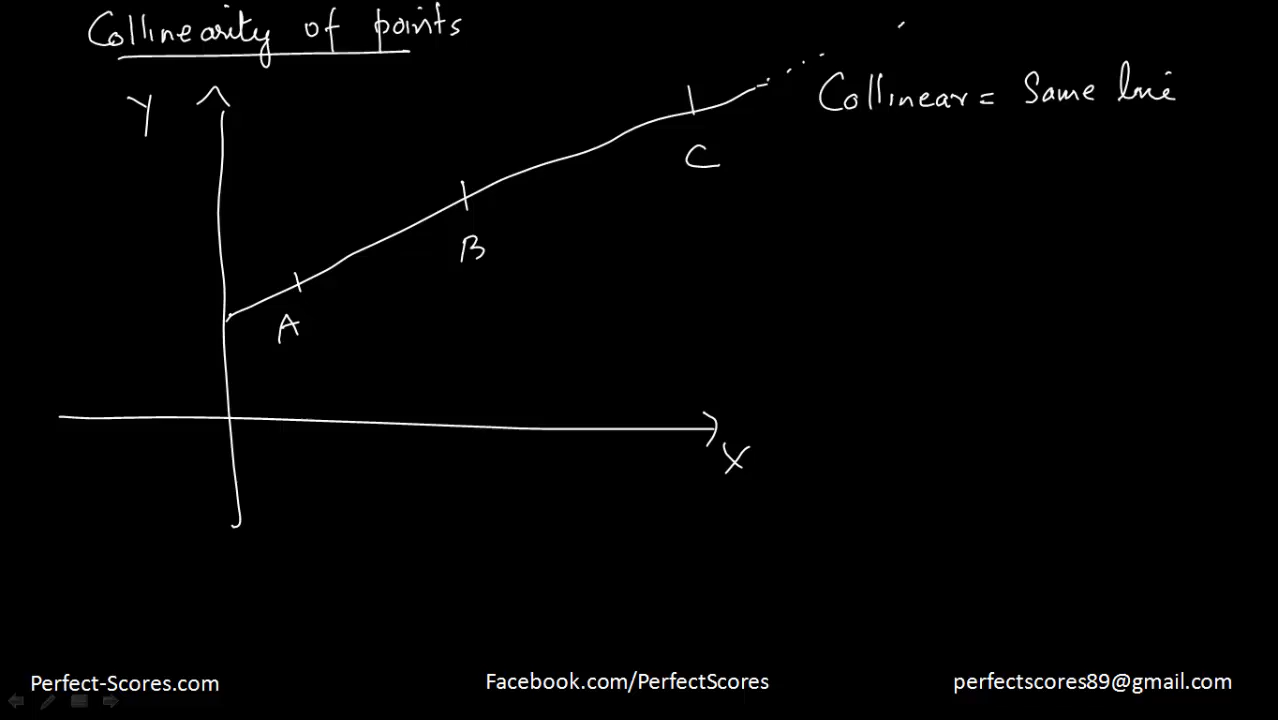 Collinearity of points
Y
Collinear = Same line
C
B
A
X
Perfect-Scores.com
Facebook.com/PerfectScores
perfectscores89@gmail.com